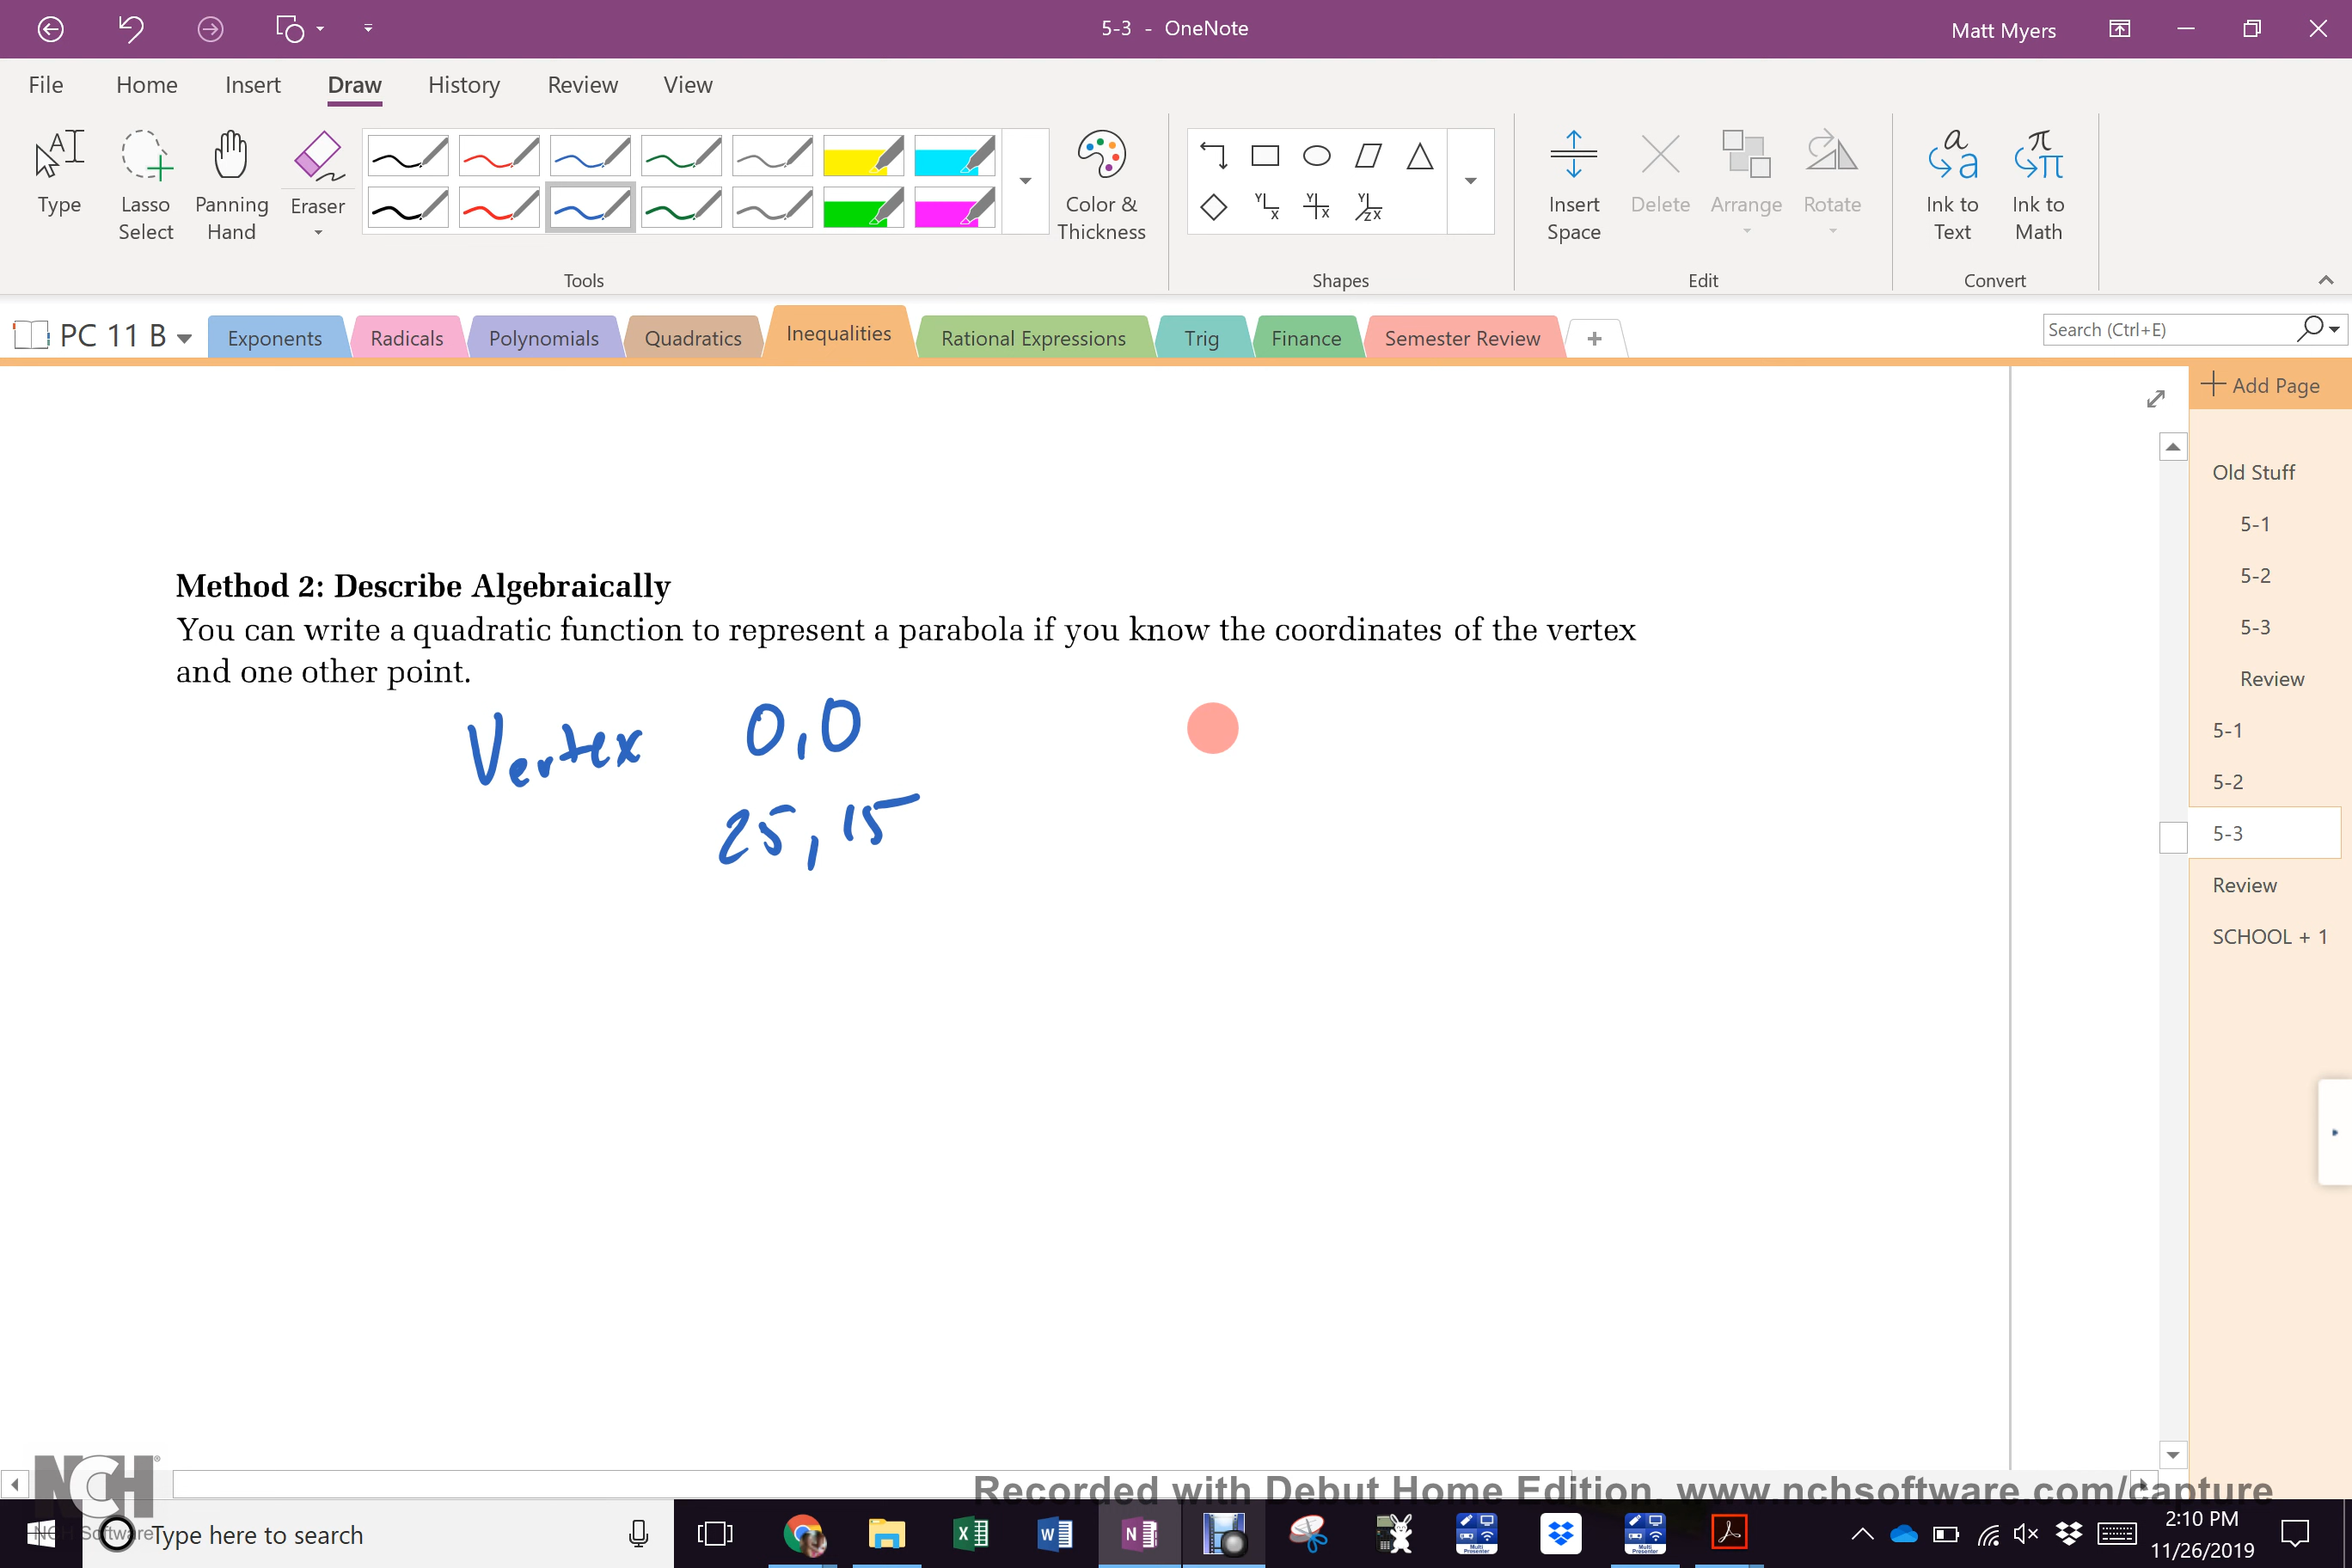 5-3 - OneNote
Matt Myers
File Home Insert Draw History Review View
Type
Lasso Select
Panning Hand
Eraser
Color & Thickness
Insert Space
Delete
Arrange
Rotate
Ink to Text
Ink to Math
Tools
Shapes
Edit
Convert
PC 11 B
Exponents Radicals Polynomials Quadratics Inequalities Rational Expressions Trig Finance Semester Review
Search (Ctrl+E)
Add Page
Old Stuff
5-1
5-2
5-3
Review
5-1
5-2
5-3
Review
SCHOOL + 1
Method 2: Describe Algebraically
You can write a quadratic function to represent a parabola if you know the coordinates of the vertex
and one other point.
Vertex 0,0
25,15
NCH
NCH Software
Recorded with Debut Home Edition. www.nchsoftware.com/capture
Type here to search
2:10 PM
11/26/2019